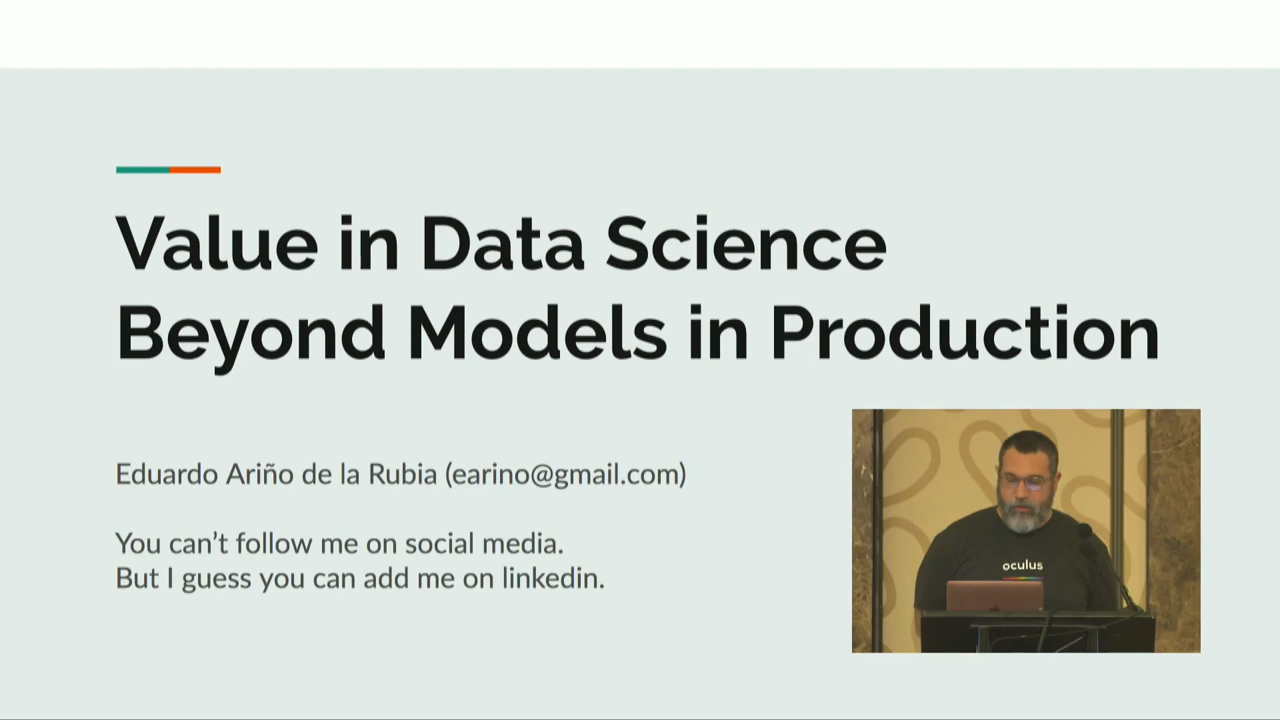 Value in Data Science
Beyond Models in Production
Eduardo Ariño de la Rubia (earino@gmail.com)
You can’t follow me on social media.
But I guess you can add me on linkedin.
oculus